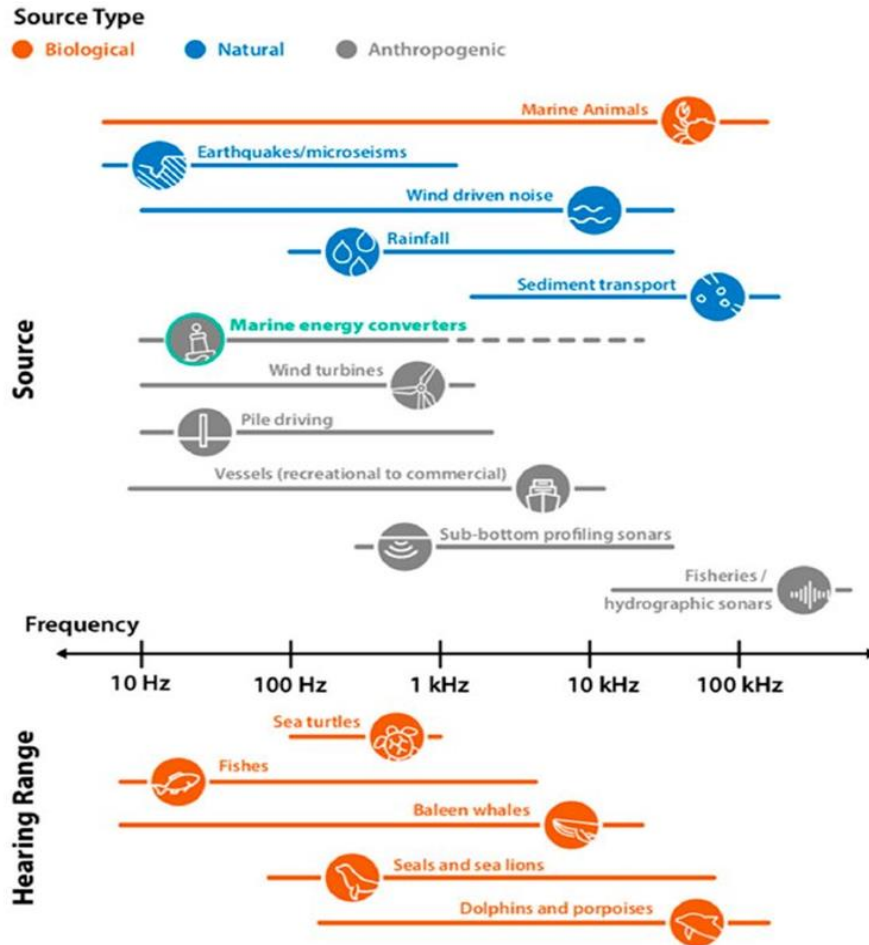 Source Type
Biological
Natural
Anthropogenic
Marine Animals
Earthquakes/microseisms
Wind driven noise
Rainfall
Sediment transport
Marine energy converters
Wind turbines
Pile driving
Vessels (recreational to commercial)
Sub-bottom profiling sonars
Fisheries /
hydrographic sonars
Source
Frequency
10 Hz
100 Hz
1 kHz
10 kHz
100 kHz
Sea turtles
Fishes
Baleen whales
Seals and sea lions
Dolphins and porpoises
Hearing Range